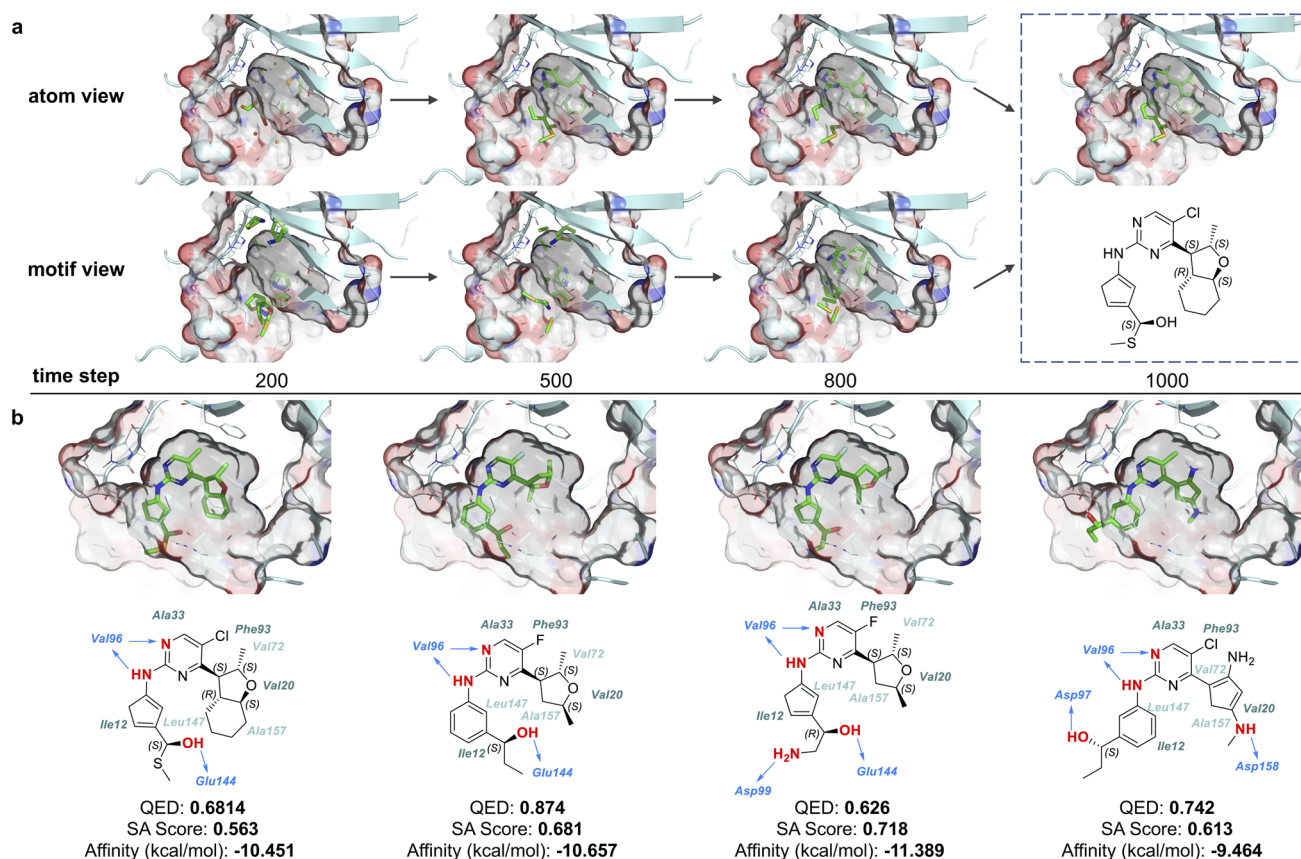 a
atom view
motif view
N
Cl
N
HN
(S)
(S)
O
(R)
(S)
(S)
OH
S
time step
200
500
800
1000
b
Ala33
Val96
N
Cl
Phe93
Val72
HN
N
(S)
(S)
O
Val20
(R)
(S)
Ile12
Leu147
Ala157
(S)
OH
S
Glu144
QED: 0.6814
SA Score: 0.563
Affinity (kcal/mol): -10.451
Ala33
Val96
N
F
Phe93
Val72
HN
N
(S)
(S)
O
Val20
Leu147
(S)
Ala157
Ile12
(S)
OH
Glu144
QED: 0.874
SA Score: 0.681
Affinity (kcal/mol): -10.657
Ala33
Val96
N
F
Phe93
Val72
HN
N
(S)
(S)
O
Val20
Leu147
(S)
Ile12
Ala157
(R)
OH
H2N
Glu144
Asp99
QED: 0.626
SA Score: 0.718
Affinity (kcal/mol): -11.389
Ala33
Phe93
Val96
N
Cl
NH2
Val72
HN
N
Asp97
Leu147
Val20
Ala157
HO
(S)
Ile12
NH
Asp158
QED: 0.742
SA Score: 0.613
Affinity (kcal/mol): -9.464